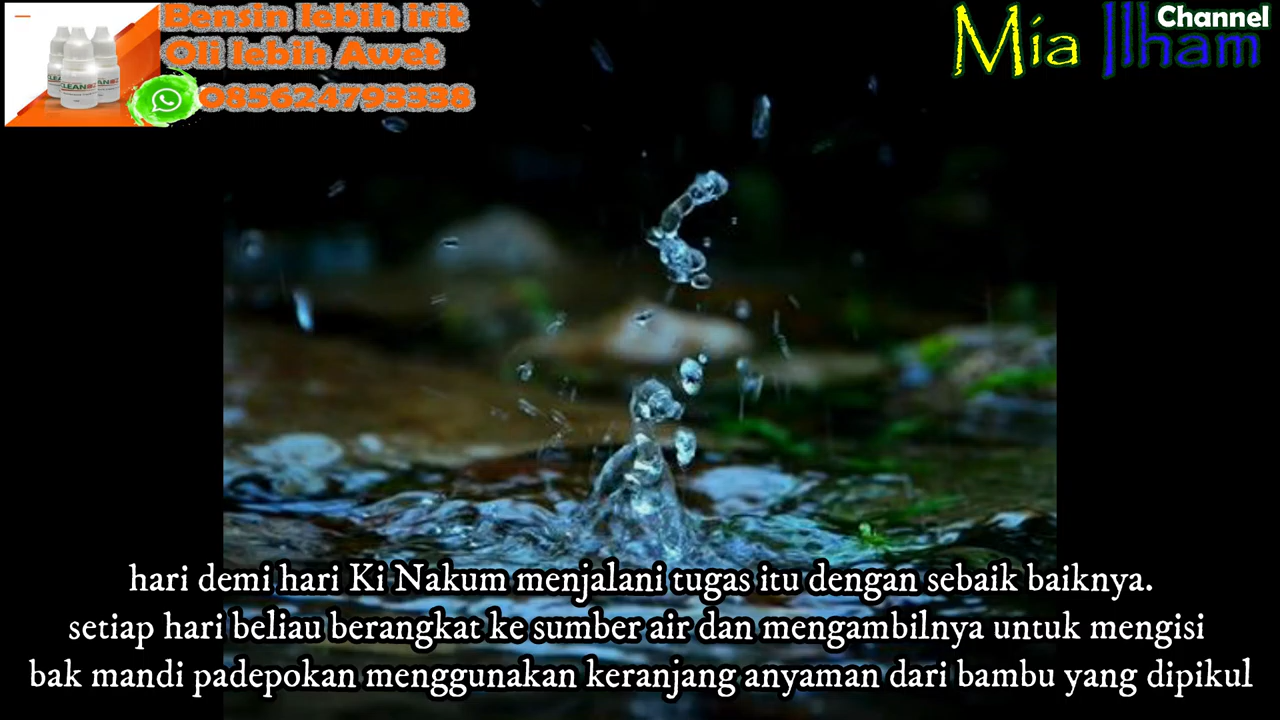 Bensin lebih irit
Oli lebih Awet
085624793338
Mia Ilham
Channel
hari demi hari Ki Nakum menjalani tugas itu dengan sebaik baiknya.
setiap hari beliau berangkat ke sumber air dan mengambilnya untuk mengisi
bak mandi padepokan menggunakan keranjang anyaman dari bambu yang dipikul